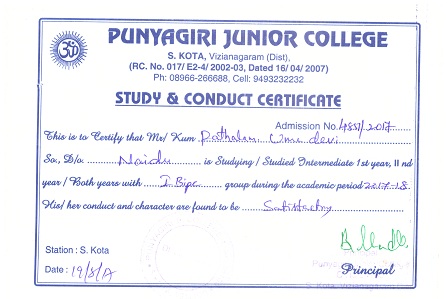 PUNYAGIRI JUNIOR COLLEGE
S. KOTA, Vizianagaram (Dist),
(RC. No. 017/ E2-4/ 2002-03, Dated 16/ 04/ 2007)
Ph: 08966-266688, Cell: 9493232232
STUDY & CONDUCT CERTIFICATE
Admission No. 4851/2017
This is to Certify that Mr/ Kum Uma devi
So, D/o. Naidu is Studying / Studied Intermediate 1st year, II nd
year / Both years with I Bipc group during the academic period 2017-18.
His/ her conduct and character are found to be Satisfactry
Station : S. Kota
Date : 19/8/17
Principal